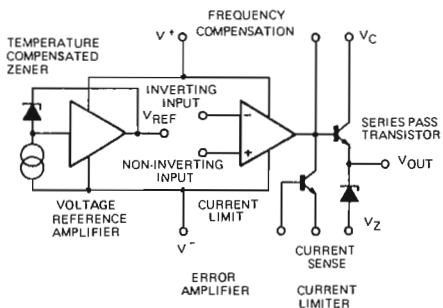 FREQUENCY
COMPENSATION
V+
VC
TEMPERATURE
COMPENSATED
ZENER
INVERTING
INPUT
VREF
SERIES PASS
TRANSISTOR
NON-INVERTING
INPUT
VOUT
VOLTAGE
REFERENCE
AMPLIFIER
CURRENT
LIMIT
V-
VZ
CURRENT
SENSE
ERROR
AMPLIFIER
CURRENT
LIMITER